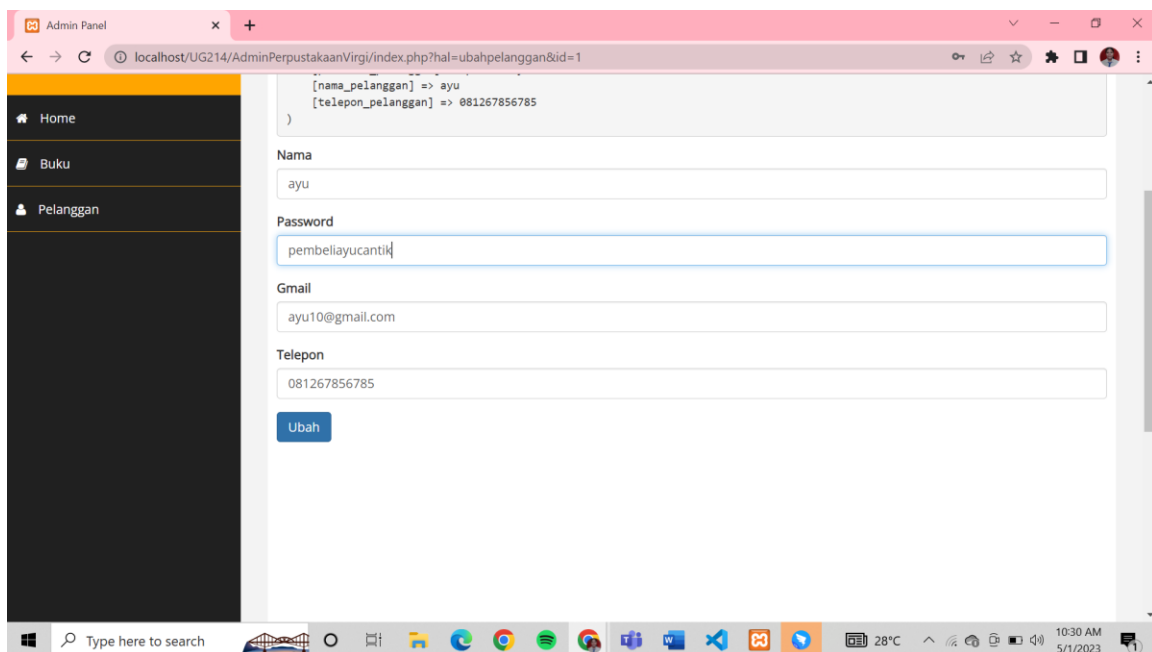 Admin Panel
localhost/UG214/AdminPerpustakaanVirgi/index.php?hal=ubahpelanggan&id=1
[nama_pelanggan] => ayu
[telepon_pelanggan] => 081267856785
)
Home
Buku
Pelanggan
Nama
ayu
Password
pembeliayucantik
Gmail
ayu10@gmail.com
Telepon
081267856785
Ubah
Type here to search
28°C
10:30 AM
5/1/2023